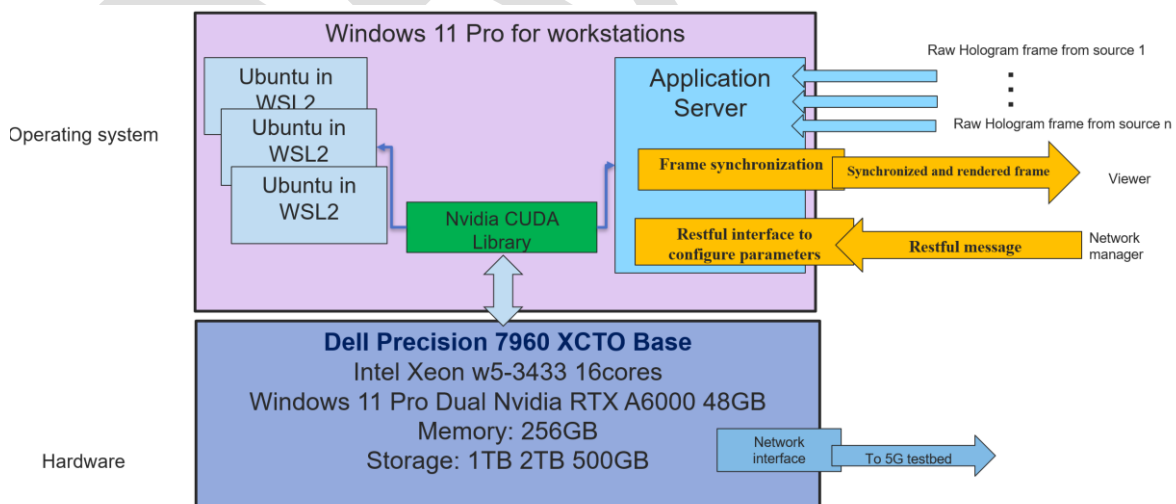 Windows 11 Pro for workstations
Ubuntu in
WSL2
Ubuntu in
WSL2
Ubuntu in
WSL2
Operating system
Nvidia CUDA
Library
Application
Server
Raw Hologram frame from source 1
Raw Hologram frame from source n
Frame synchronization
Synchronized and rendered frame
Viewer
Restful interface to
configure parameters
Restful message
Network
manager
Dell Precision 7960 XCTO Base
Intel Xeon w5-3433 16cores
Windows 11 Pro Dual Nvidia RTX A6000 48GB
Memory: 256GB
Storage: 1TB 2TB 500GB
Hardware
Network
interface
To 5G testbed